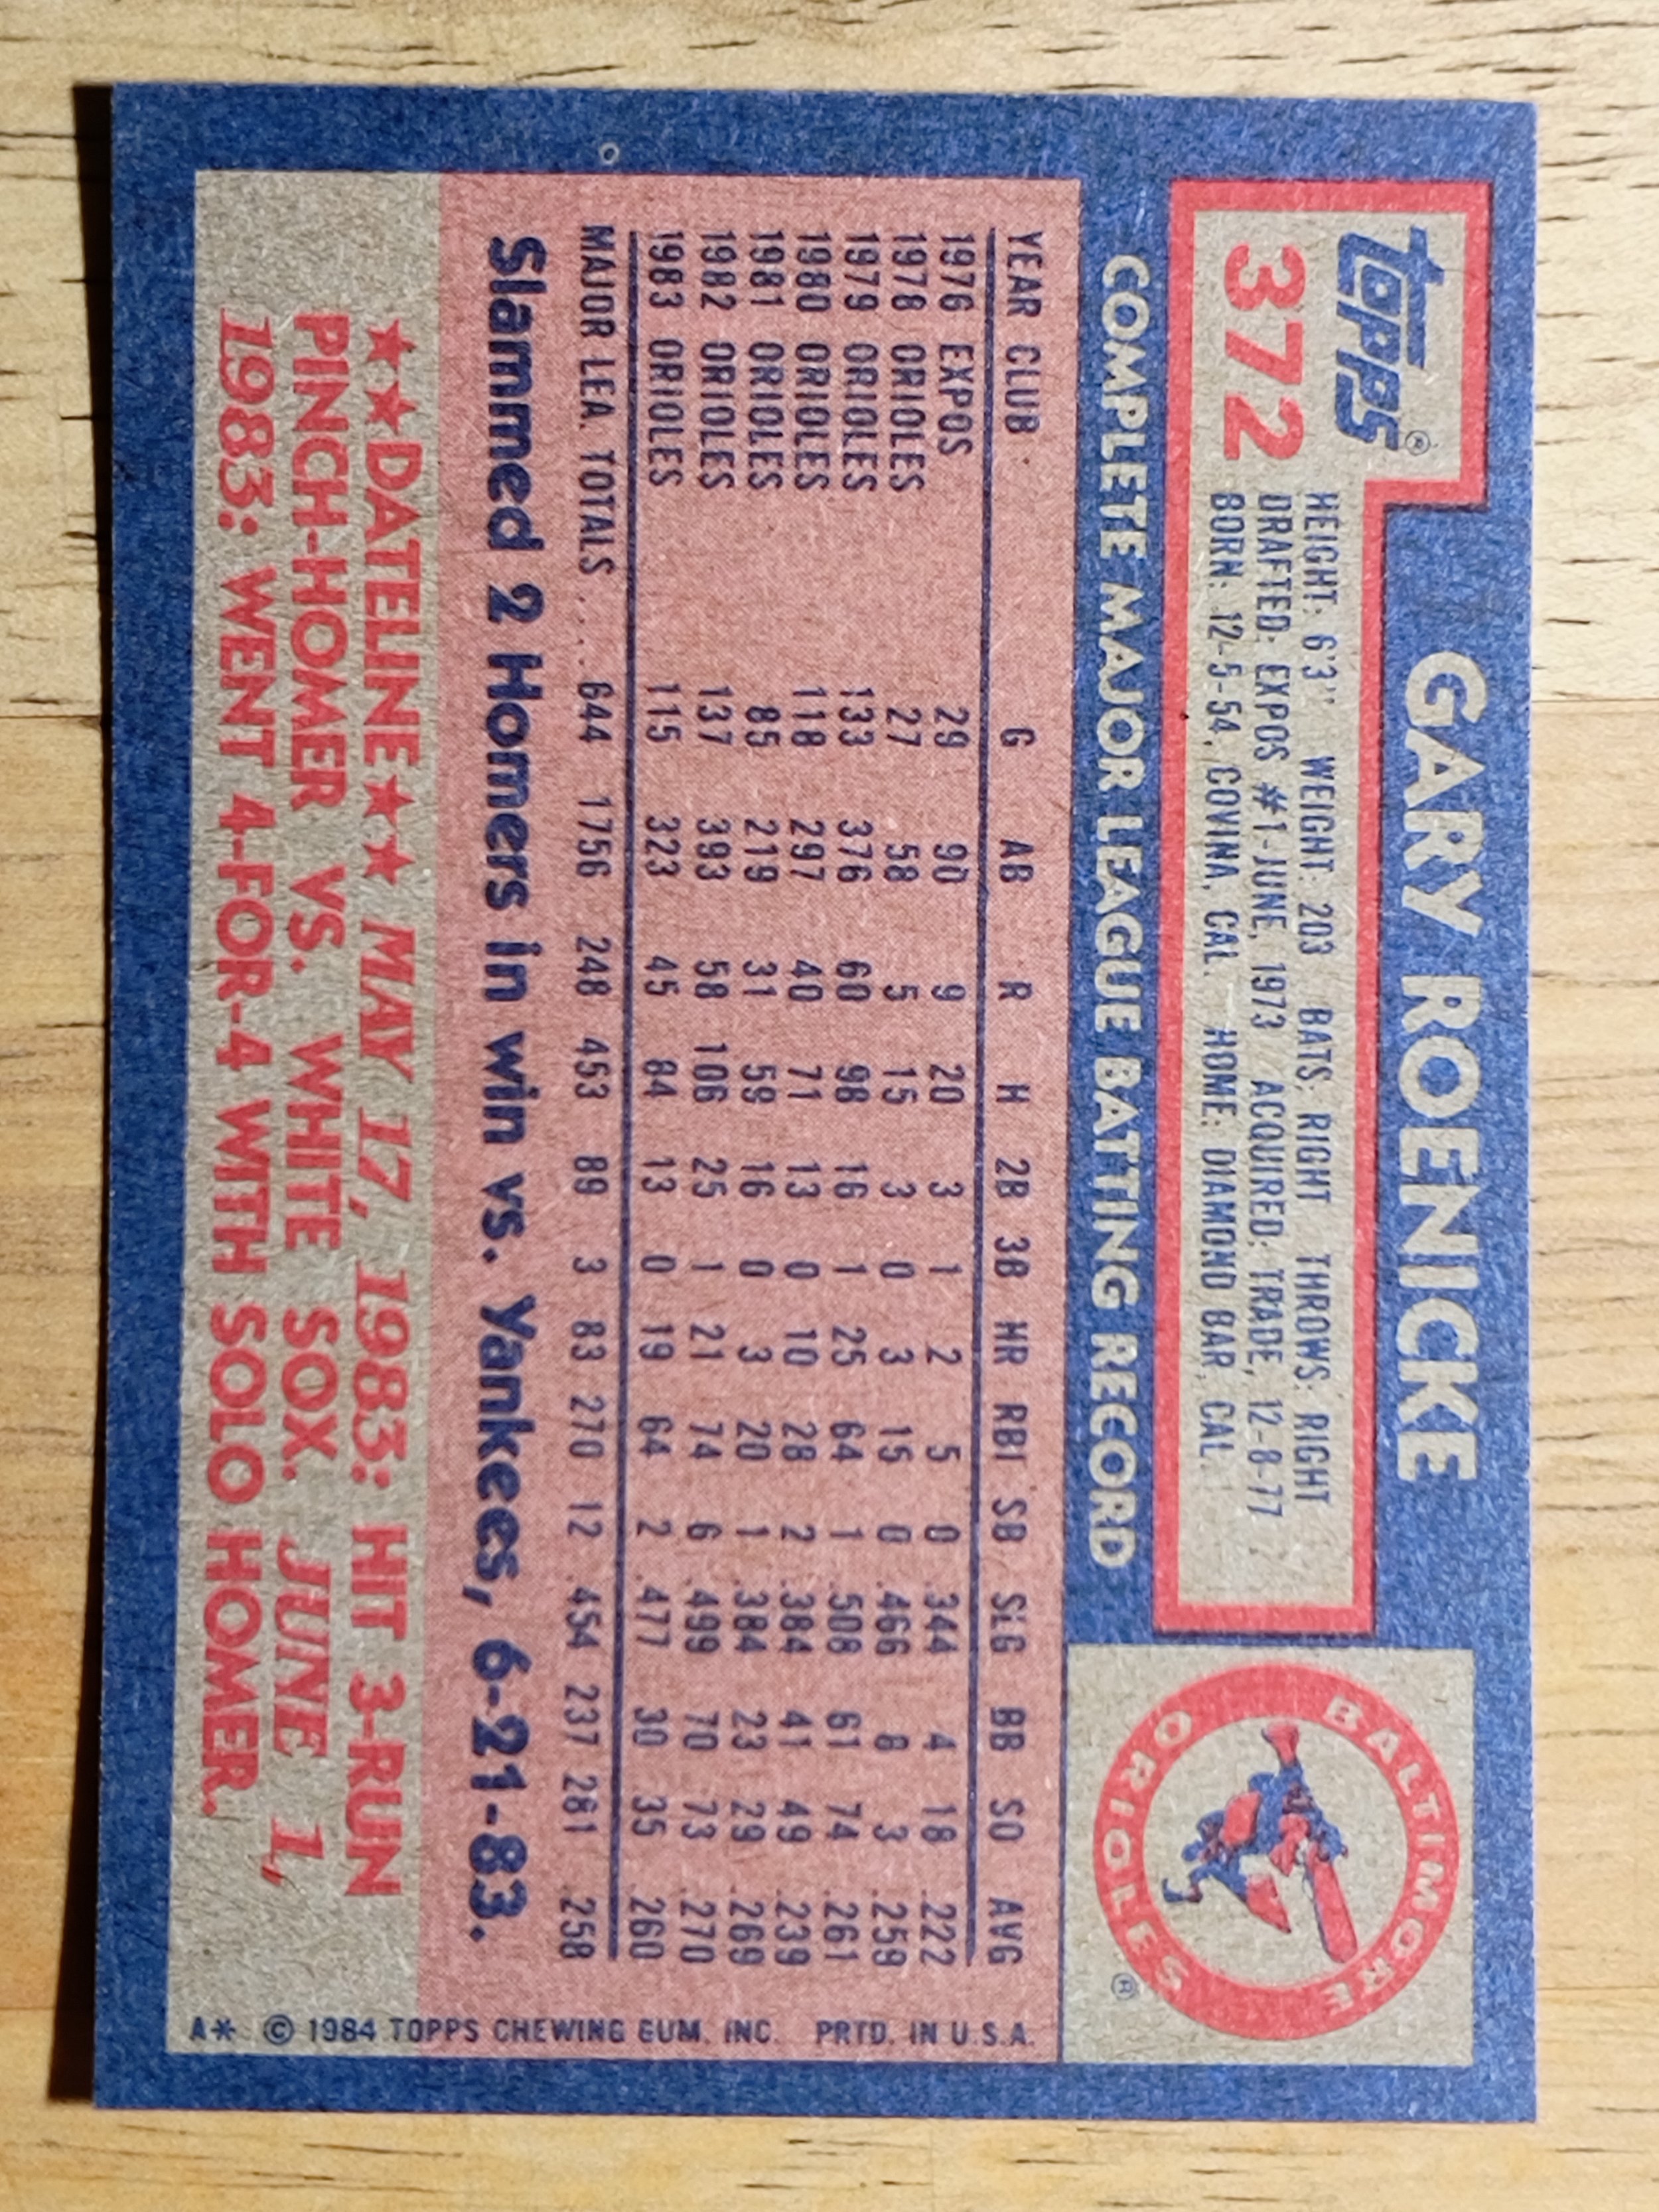 topps®
372
GARY ROENICKE
HEIGHT: 6'3'' WEIGHT: 203 BATS: RIGHT THROWS: RIGHT
DRAFTED: EXPOS #1-JUNE, 1973 ACQUIRED: TRADE, 12-8-77
BORN: 12-5-54, COVINA, CAL. HOME: DIAMOND BAR, CAL.
BALTIMORE
ORIOLES ®
COMPLETE MAJOR LEAGUE BATTING RECORD
YEAR CLUB G AB R H 2B 3B HR RBI SB SLG BB SO AVG
1976 EXPOS 29 90 9 20 3 1 2 5 0 .344 4 18 .222
1978 ORIOLES 27 58 5 15 3 0 3 15 0 .466 8 3 .259
1979 ORIOLES 133 376 60 98 16 1 25 64 1 .508 61 74 .261
1980 ORIOLES 118 297 40 71 13 0 10 28 2 .384 41 49 .239
1981 ORIOLES 85 219 31 59 16 0 3 20 1 .384 23 29 .269
1982 ORIOLES 137 393 58 106 25 1 21 74 6 .499 70 73 .270
1983 ORIOLES 115 323 45 84 13 0 19 64 2 .477 30 35 .260
MAJOR LEA. TOTALS .... 644 1756 248 453 89 3 83 270 12 .454 237 281 .258
Slammed 2 Homers in win vs. Yankees, 6-21-83.
★★DATELINE★★ MAY 17, 1983: HIT 3-RUN
PINCH-HOMER VS. WHITE SOX. JUNE 1,
1983: WENT 4-FOR-4 WITH SOLO HOMER.
A* © 1984 TOPPS CHEWING GUM, INC. PRTD. IN U.S.A.